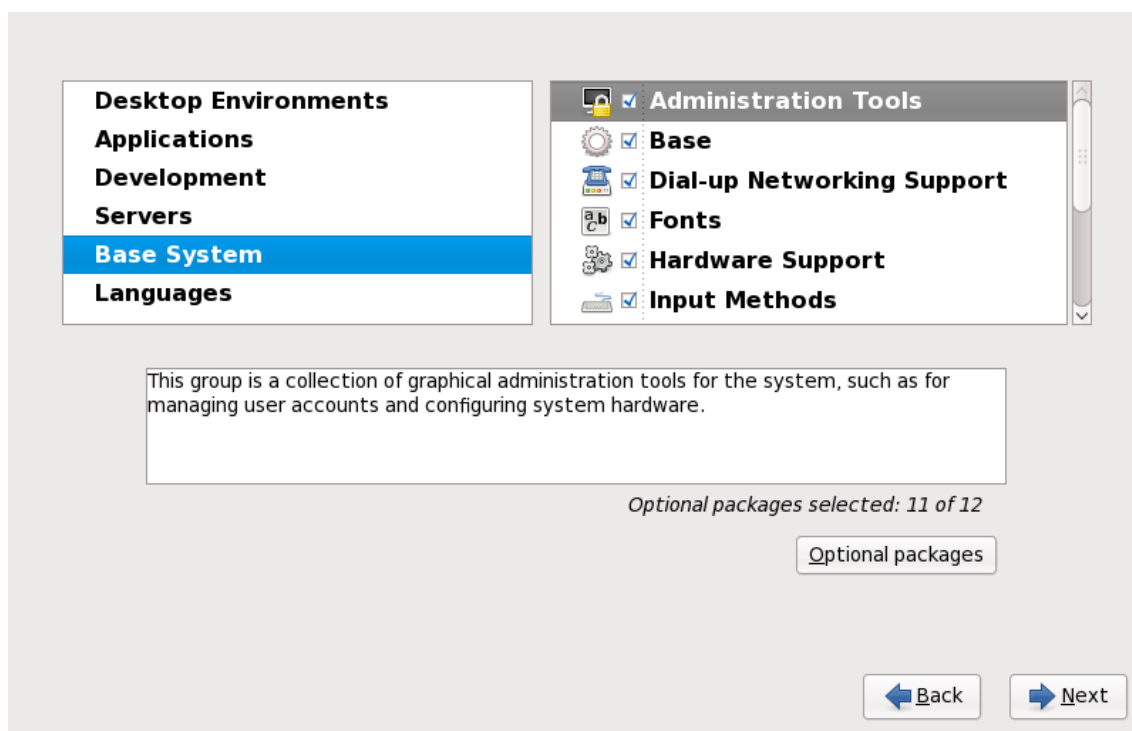 Desktop Environments
Applications
Development
Servers
Base System
Languages
Administration Tools
Base
Dial-up Networking Support
Fonts
Hardware Support
Input Methods
This group is a collection of graphical administration tools for the system, such as for
managing user accounts and configuring system hardware.
Optional packages selected: 11 of 12
Optional packages
Back
Next